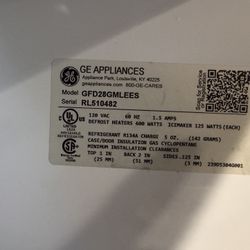 GE APPLIANCES
Appliance Park, Louisville, KY 40225
geappliances.com 800-GE-CARES
Model GFD28GMLEES
Serial RL510482
120 VAC 60 HZ 1.5 AMPS
DEFROST HEATERS 600 WATTS ICEMAKER 125 WATTS(EACH)
REFRIGERANT R134A CHARGE 5 OZ. (142 GRAMS)
CASE/DOOR INSULATION GAS CYCLOPENTANE
MINIMUM INSTALLATION CLEARANCES
TOP 1 IN BACK 2 IN SIDES .125 IN
(25 MM) (51 MM) (3 MM) 239D5304G001